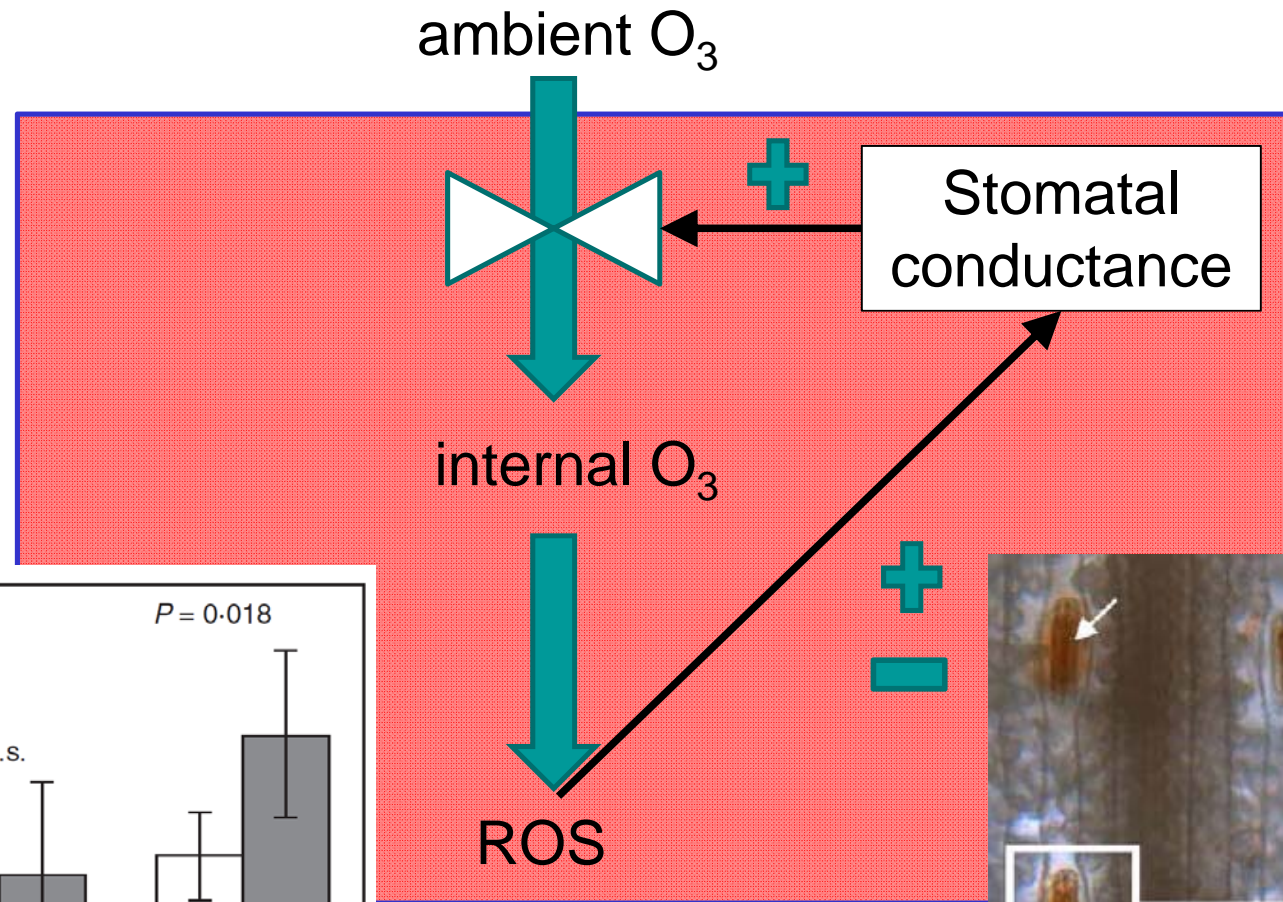 ambient O₃
+
Stomatal
conductance
internal O₃
+
−
P = 0·018
.s.
ROS